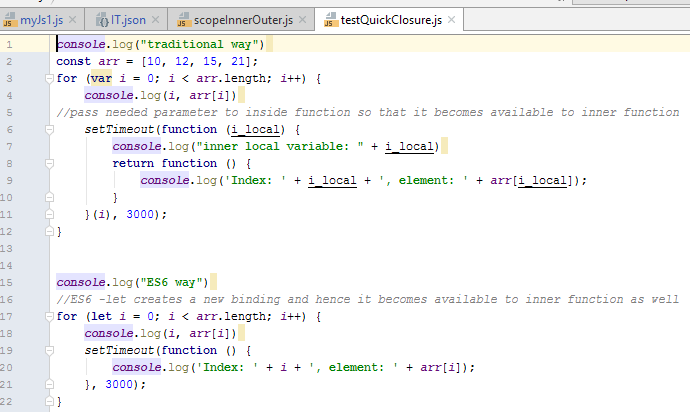 myJs1.js × IT.json × scopeInnerOuter.js × testQuickClosure.js ×
1 console.log("traditional way")
2 const arr = [10, 12, 15, 21];
3 for (var i = 0; i < arr.length; i++) {
4 console.log(i, arr[i])
5 //pass needed parameter to inside function so that it becomes available to inner function
6 setTimeout(function (i_local) {
7 console.log("inner local variable: " + i_local)
8 return function () {
9 console.log('Index: ' + i_local + ', element: ' + arr[i_local]);
10 }
11 }(i), 3000);
12 }
13
14
15 console.log("ES6 way")
16 //ES6 -let creates a new binding and hence it becomes available to inner function as well
17 for (let i = 0; i < arr.length; i++) {
18 console.log(i, arr[i])
19 setTimeout(function () {
20 console.log('Index: ' + i + ', element: ' + arr[i]);
21 }, 3000);
22 }